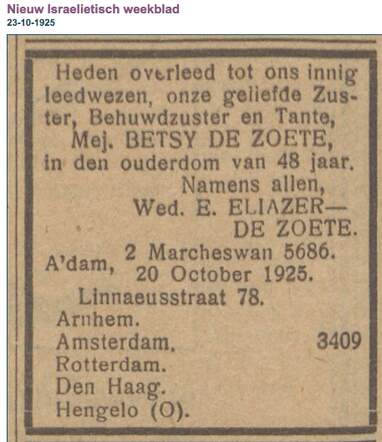 Nieuw Israelietisch weekblad
23-10-1925
Heden overleed tot ons innig
leedwezen, onze geliefde Zus-
ter, Behuwdzuster en Tante,
Mej. BETSY DE ZOETE,
in den ouderdom van 48 jaar.
Namens allen,
Wed. E. ELIAZER—
DE ZOETE.
A'dam, 2 Marcheswan 5686.
20 October 1925.
Linnaeusstraat 78.
Arnhem.
Amsterdam. 3409
Rotterdam.
Den Haag.
Hengelo (O).